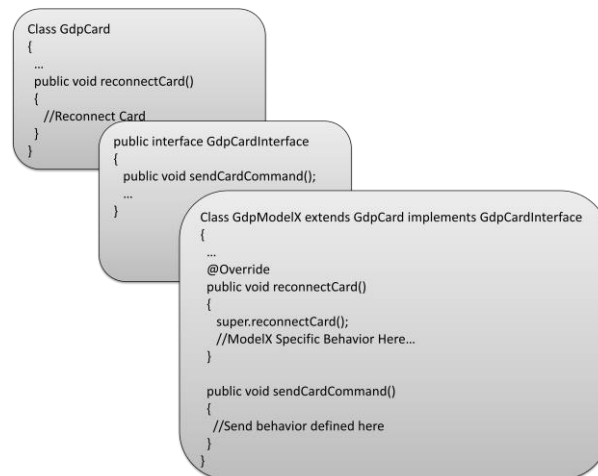 Class GdpCard
{
...
public void reconnectCard()
{
//Reconnect Card
}
}
public interface GdpCardInterface
{
public void sendCardCommand();
...
}
Class GdpModelX extends GdpCard implements GdpCardInterface
{
...
@Override
public void reconnectCard()
{
super.reconnectCard();
//ModelX Specific Behavior Here...
}
public void sendCardCommand()
{
//Send behavior defined here
}
}